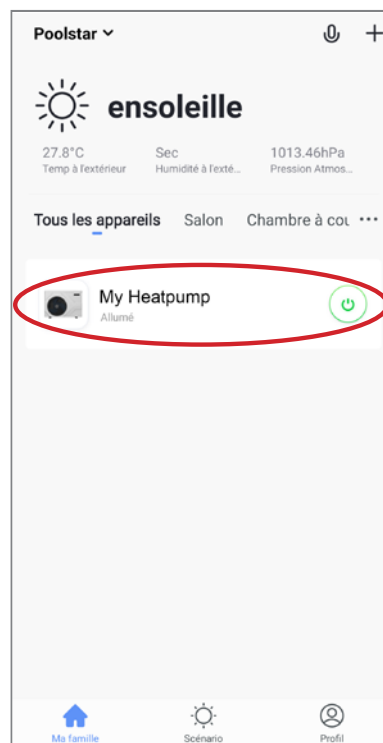 Poolstar
ensoleille
27.8°C Sec 1013.46hPa
Temp à l'extérieur Humidité à l'exté... Pression Atmos...
Tous les appareils Salon Chambre à cou ...
My Heatpump
Allumé
Ma famille Scénario Profil